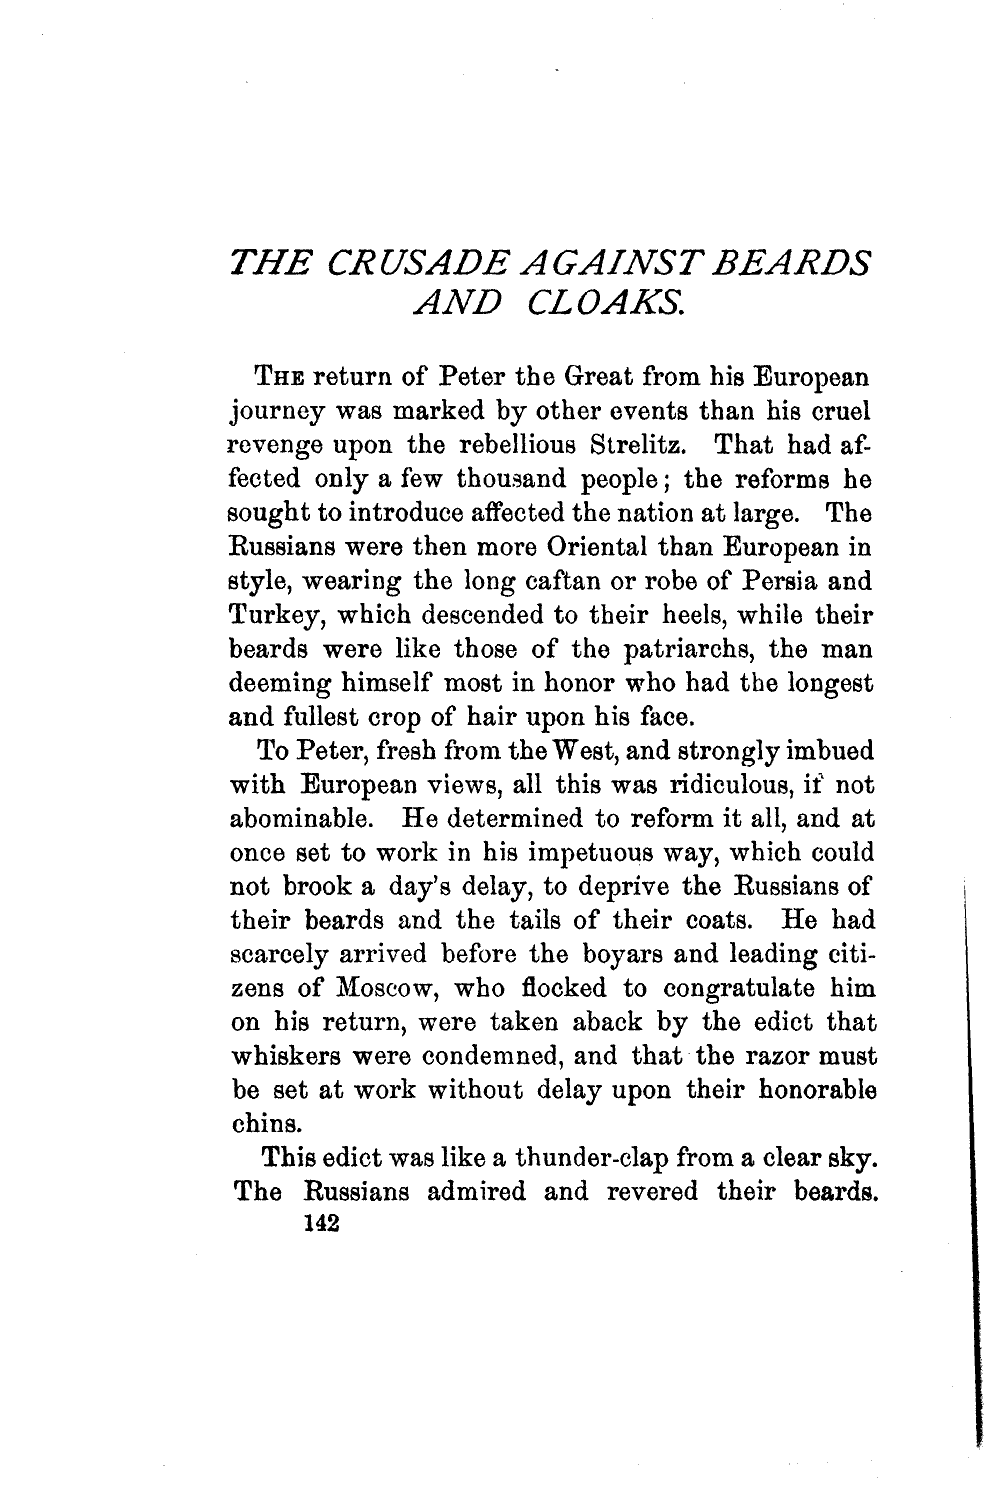 THE CRUSADE AGAINST BEARDS
AND CLOAKS.
THE return of Peter the Great from his European
journey was marked by other events than his cruel
revenge upon the rebellious Strelitz. That had af-
fected only a few thousand people; the reforms he
sought to introduce affected the nation at large. The
Russians were then more Oriental than European in
style, wearing the long caftan or robe of Persia and
Turkey, which descended to their heels, while their
beards were like those of the patriarchs, the man
deeming himself most in honor who had the longest
and fullest crop of hair upon his face.
To Peter, fresh from the West, and strongly imbued
with European views, all this was ridiculous, if not
abominable. He determined to reform it all, and at
once set to work in his impetuous way, which could
not brook a day's delay, to deprive the Russians of
their beards and the tails of their coats. He had
scarcely arrived before the boyars and leading citi-
zens of Moscow, who flocked to congratulate him
on his return, were taken aback by the edict that
whiskers were condemned, and that the razor must
be set at work without delay upon their honorable
chins.
This edict was like a thunder-clap from a clear sky.
The Russians admired and revered their beards.
142